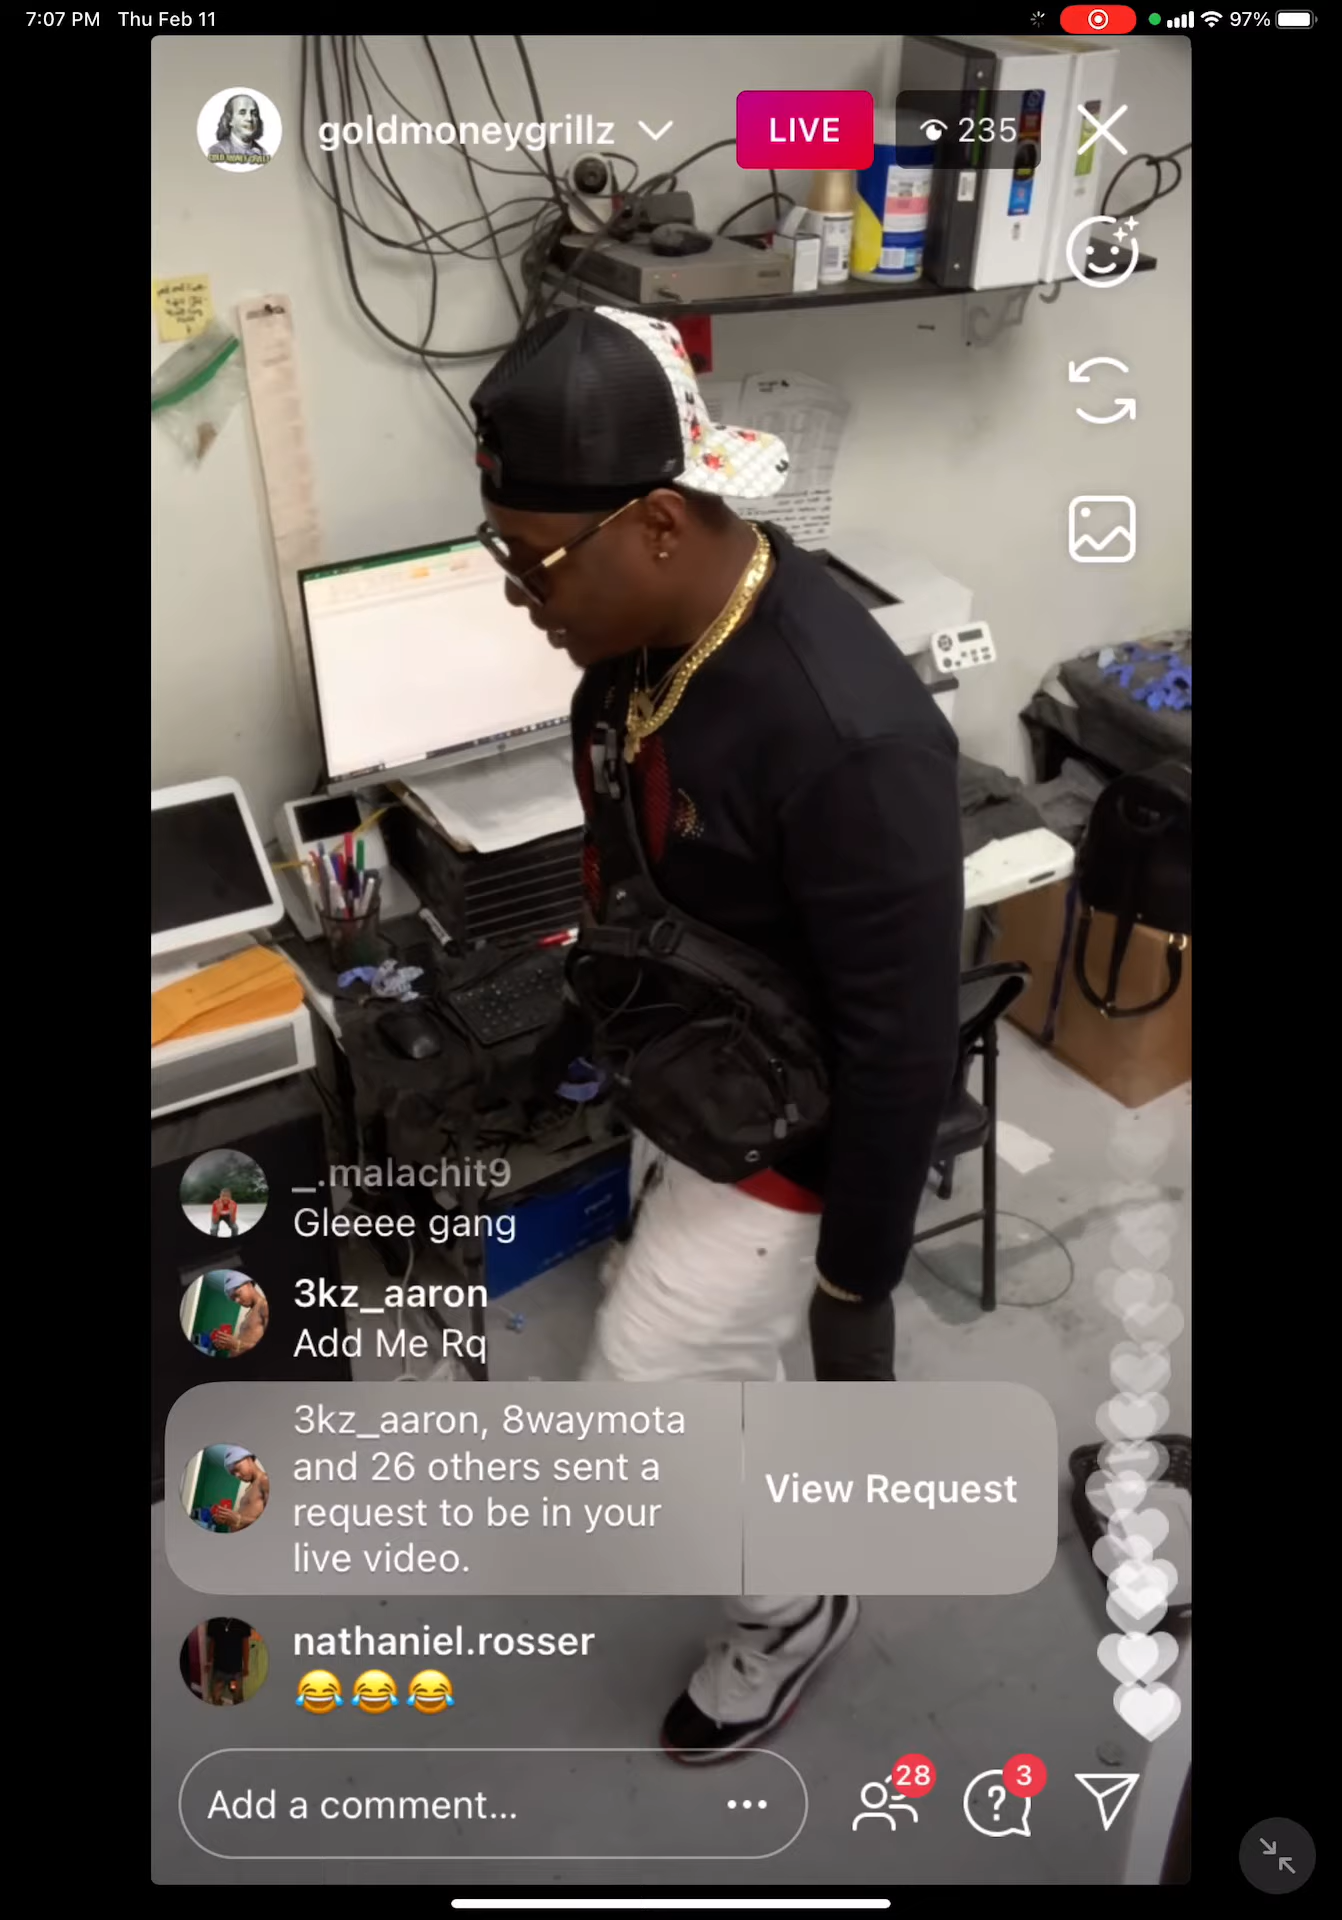 7:07 PM Thu Feb 11
97%
goldmoneygrillz
LIVE
235
_.malachit9
Gleeee gang
3kz_aaron
Add Me Rq
3kz_aaron, 8waymota
and 26 others sent a
request to be in your
live video.
View Request
nathaniel.rosser
😂😂😂
Add a comment...
28
3